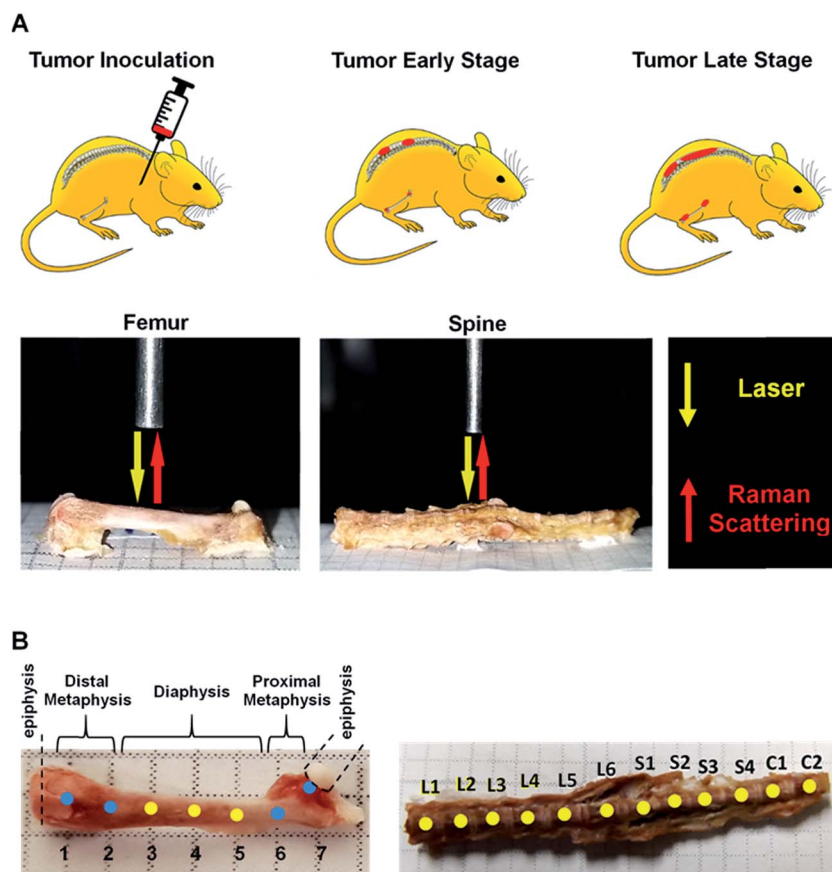 A
Tumor Inoculation
Tumor Early Stage
Tumor Late Stage
Femur
Spine
Laser
Raman
Scattering
B
epiphysis
Distal
Metaphysis
Diaphysis
Proximal
Metaphysis
epiphysis
1 2 3 4 5 6 7
L1 L2 L3 L4 L5 L6 S1 S2 S3 S4 C1 C2